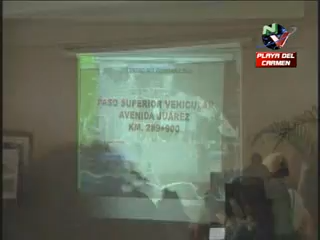 PLAYA DEL
CARMEN
PASO SUPERIOR VEHICULAR
AVENIDA JUÁREZ
KM. 289+900